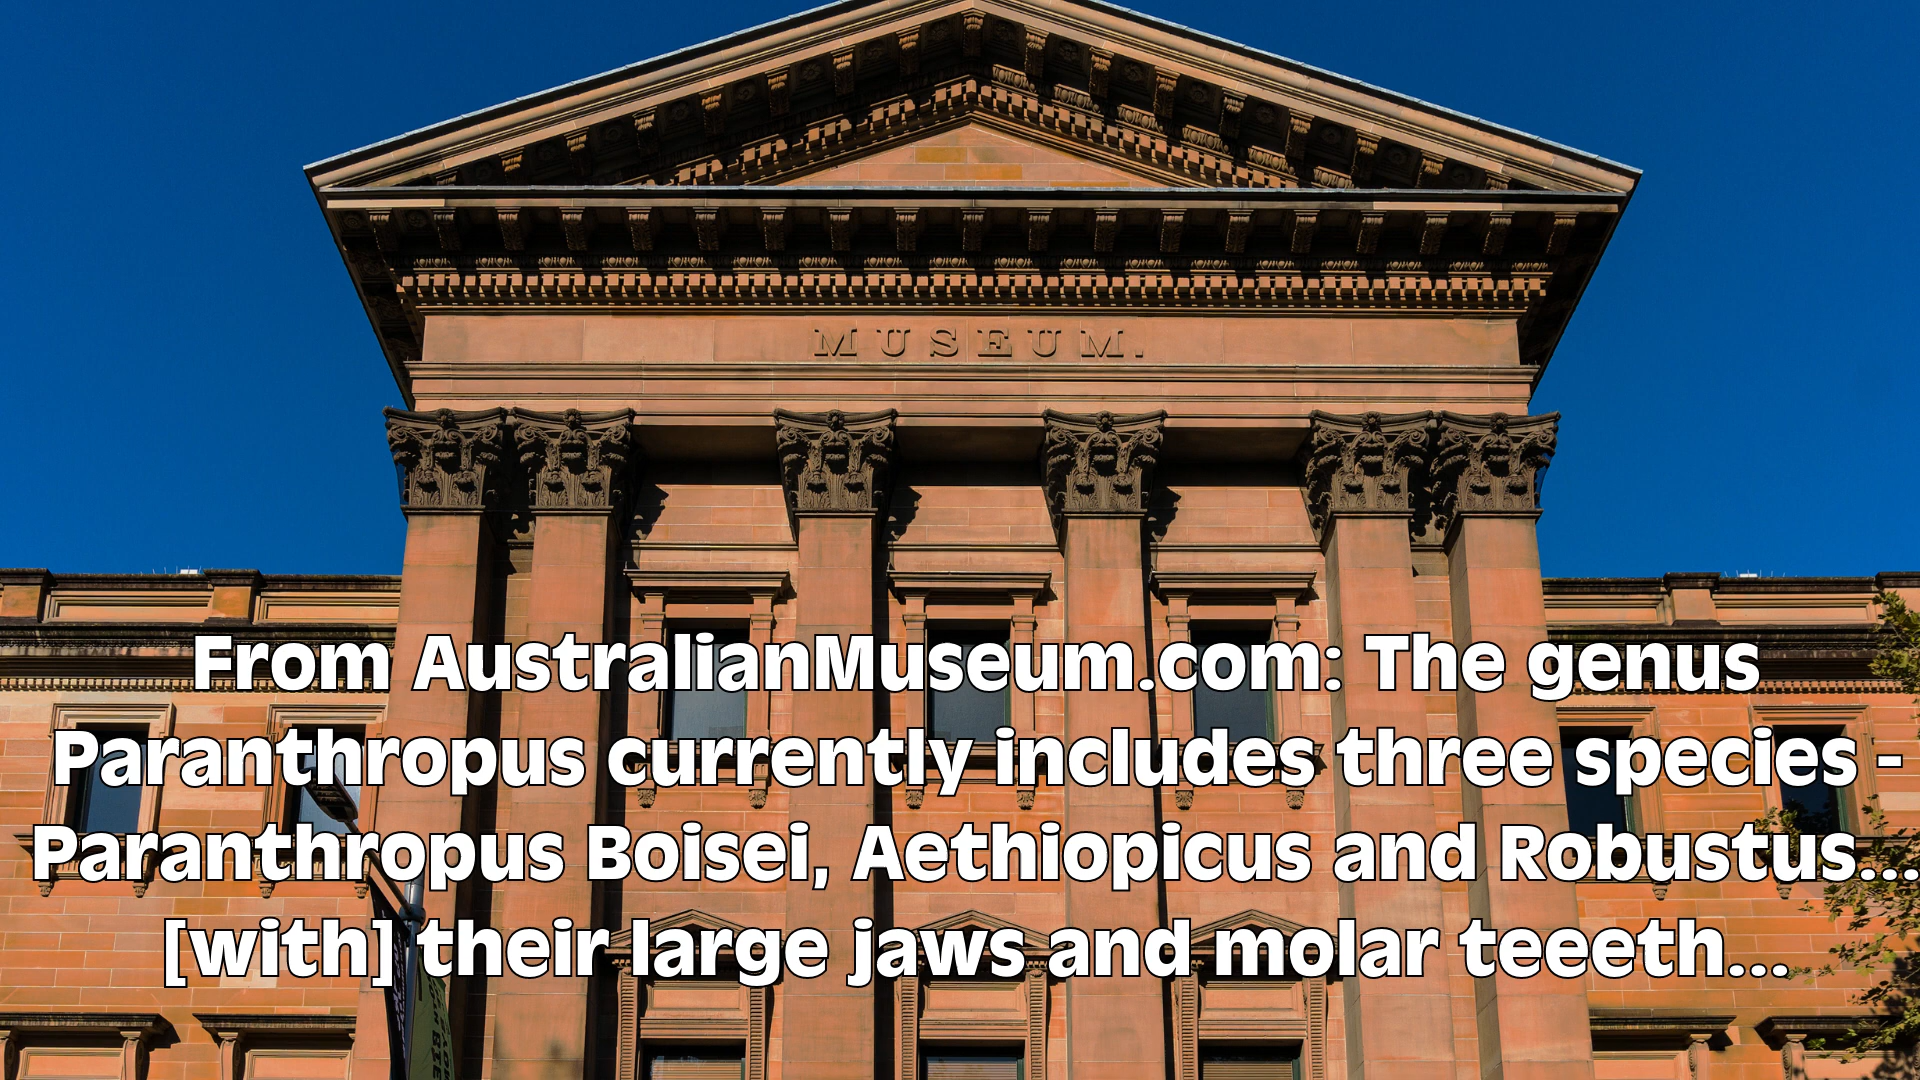 MUSEUM.
From AustralianMuseum.com: The genus
Paranthropus currently includes three species -
Paranthropus Boisei, Aethiopicus and Robustus...
[with] their large jaws and molar teeeth...